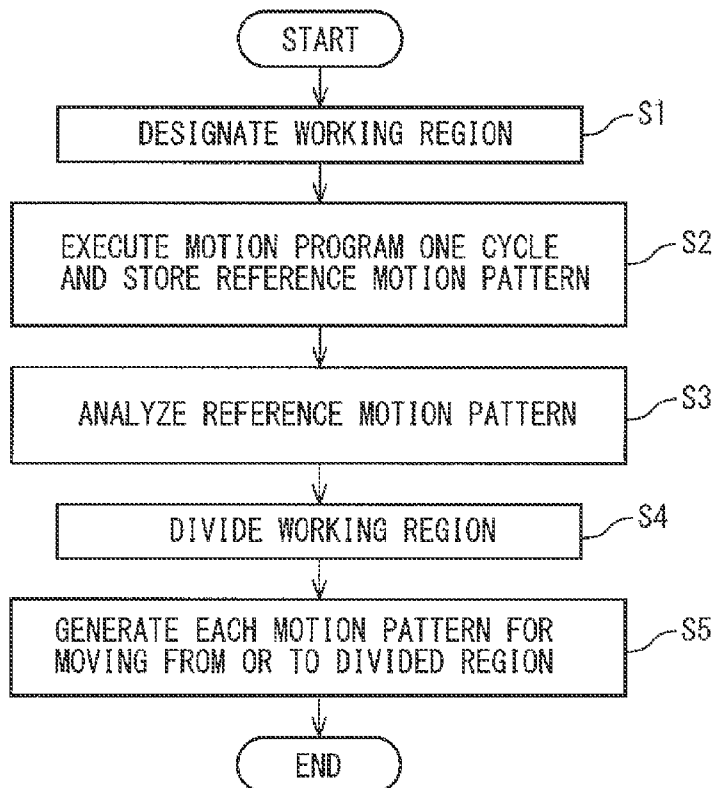 START
DESIGNATE WORKING REGION
S1
EXECUTE MOTION PROGRAM ONE CYCLE
AND STORE REFERENCE MOTION PATTERN
S2
ANALYZE REFERENCE MOTION PATTERN
S3
DIVIDE WORKING REGION
S4
GENERATE EACH MOTION PATTERN FOR
MOVING FROM OR TO DIVIDED REGION
S5
END